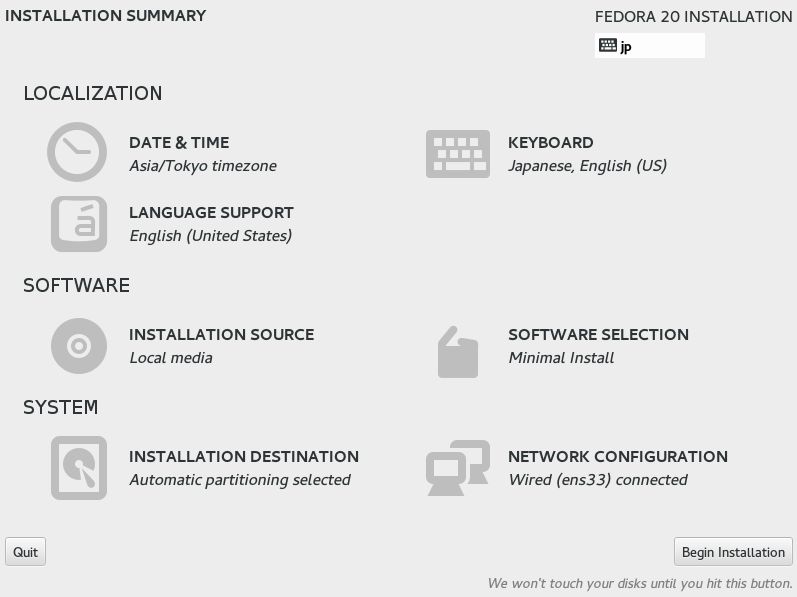 INSTALLATION SUMMARY
FEDORA 20 INSTALLATION
jp
LOCALIZATION
DATE & TIME
Asia/Tokyo timezone
KEYBOARD
Japanese, English (US)
á
LANGUAGE SUPPORT
English (United States)
SOFTWARE
INSTALLATION SOURCE
Local media
SOFTWARE SELECTION
Minimal Install
SYSTEM
INSTALLATION DESTINATION
Automatic partitioning selected
NETWORK CONFIGURATION
Wired (ens33) connected
Quit
Begin Installation
We won't touch your disks until you hit this button.